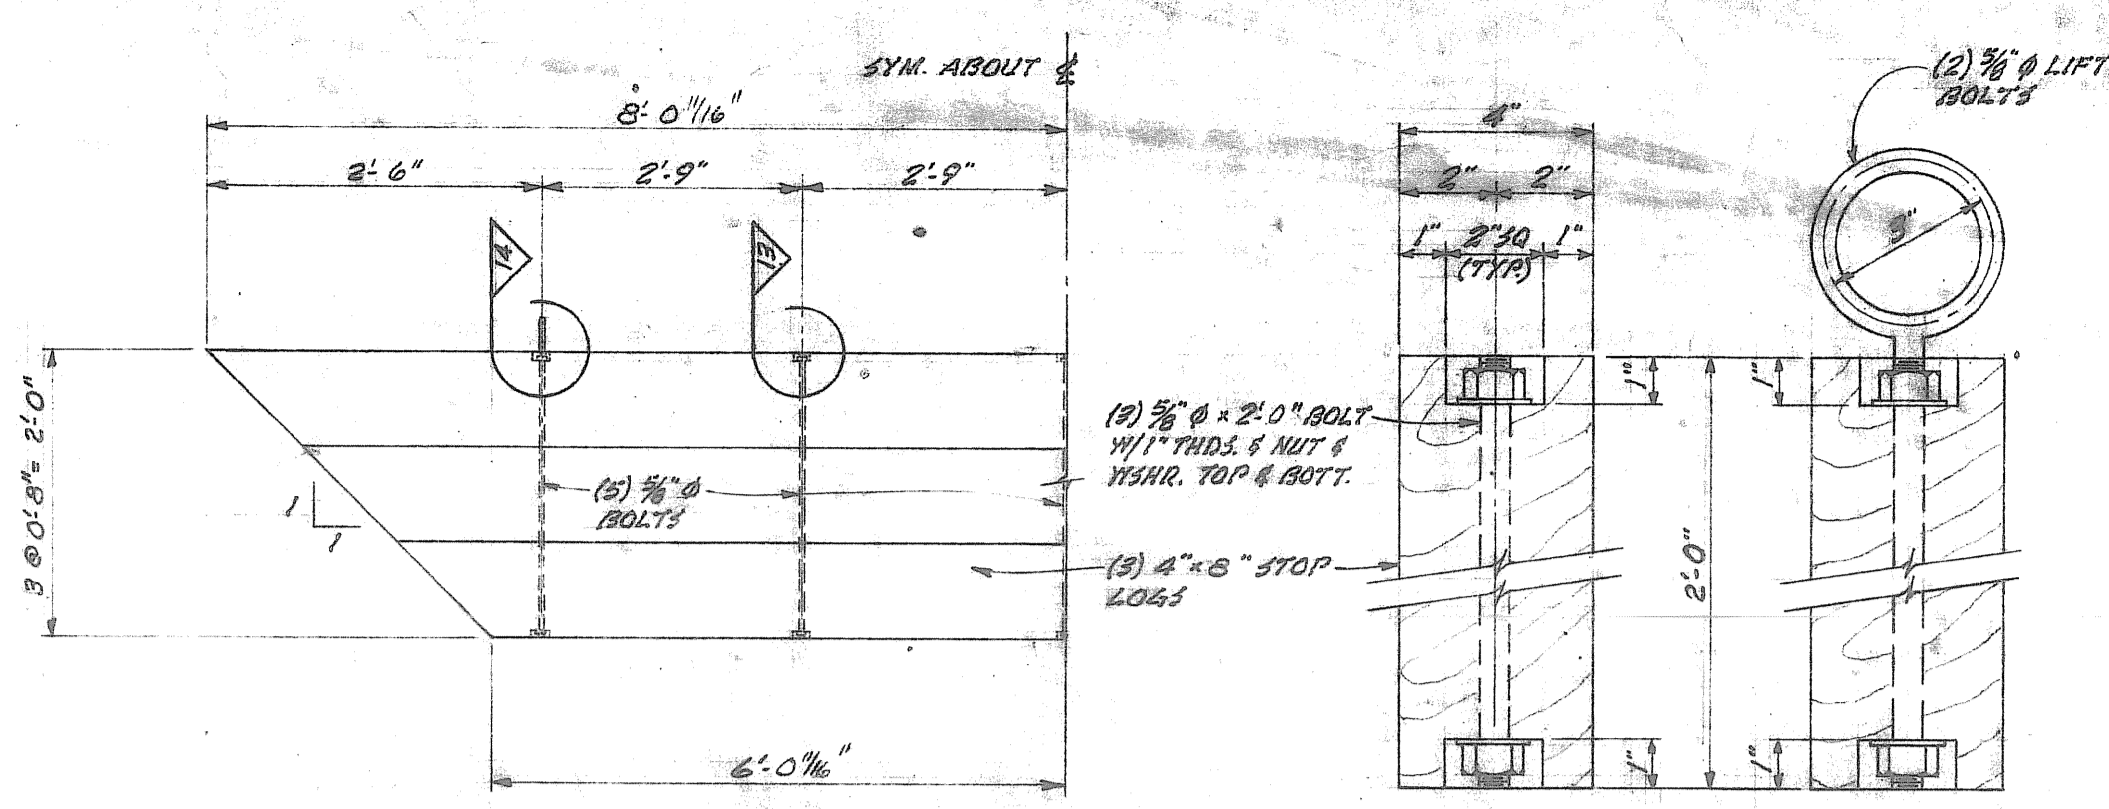 SYM. ABOUT ℄
8'-0 11/16"
2'-6"
2'-9"
2'-9"
14
13
3 @ 0'-8" = 2'-0"
(5) 5/8" φ
BOLTS
1
1
6'-0 11/16"
(3) 5/8" φ x 2'-0" BOLT
W/1" THDS. & NUT &
WSHR. TOP & BOTT.
(3) 4" x 8" STOP
LOGS
4"
2"
2"
1"
2" SQ
(TYP.)
1"
1"
2'-0"
1"
(2) 5/8" φ LIFT
BOLTS
3"
1"
1"